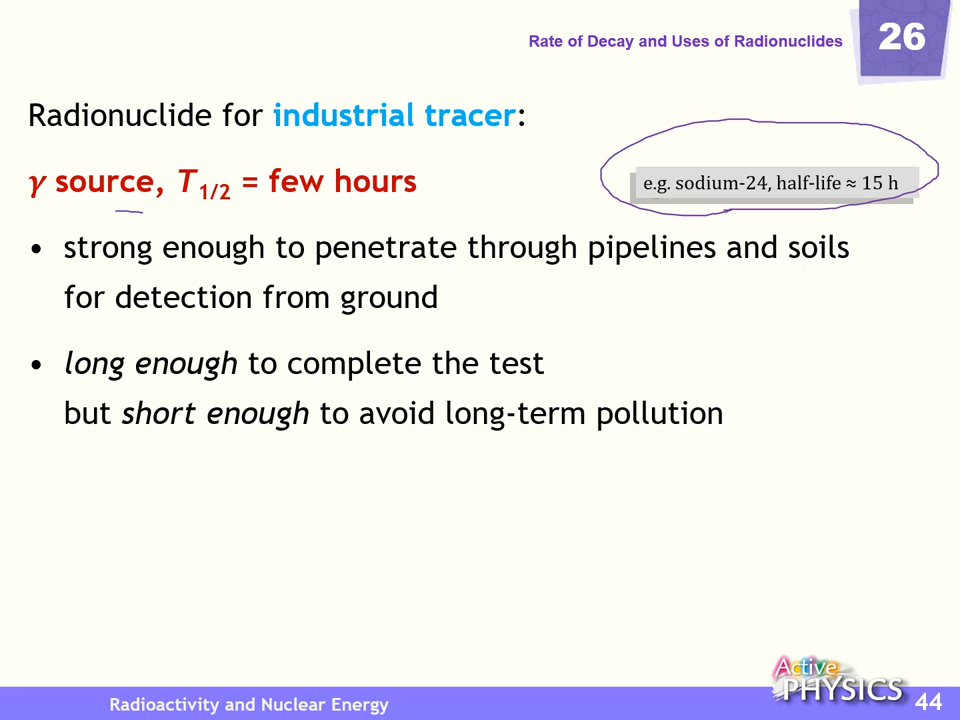 Rate of Decay and Uses of Radionuclides
26
Radionuclide for industrial tracer:
γ source, T1/2 = few hours
e.g. sodium-24, half-life ≈ 15 h
• strong enough to penetrate through pipelines and soils
for detection from ground
• long enough to complete the test
but short enough to avoid long-term pollution
Active
PHYSICS
Radioactivity and Nuclear Energy
44